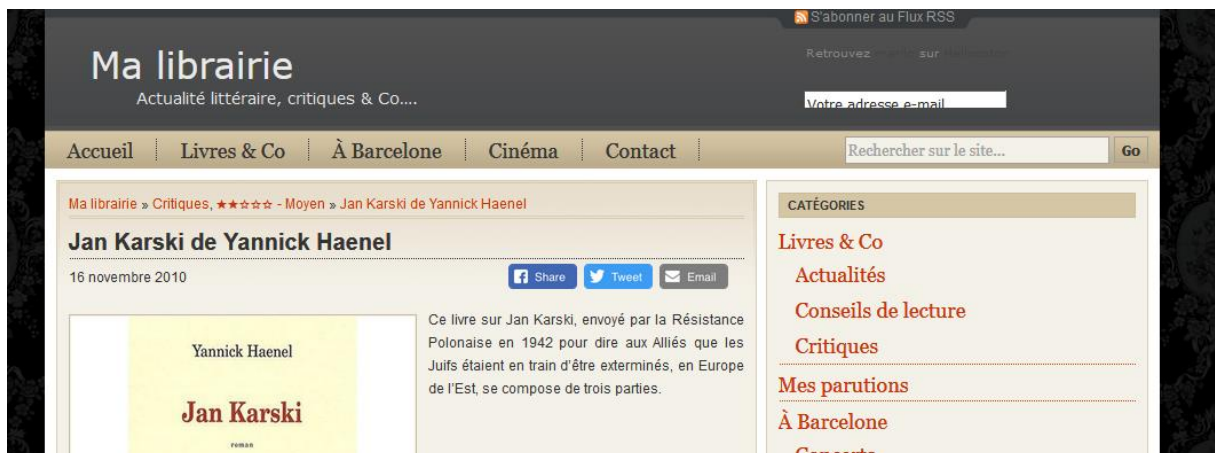 S'abonner au Flux RSS
Ma librairie
Actualité littéraire, critiques & Co....
Retrouvez sur
Votre adresse e-mail
Accueil Livres & Co À Barcelone Cinéma Contact
Rechercher sur le site... Go
Ma librairie » Critiques, ★★☆☆☆ - Moyen » Jan Karski de Yannick Haenel
Jan Karski de Yannick Haenel
16 novembre 2010
Share Tweet Email
Yannick Haenel
Jan Karski
roman
Ce livre sur Jan Karski, envoyé par la Résistance
Polonaise en 1942 pour dire aux Alliés que les
Juifs étaient en train d'être exterminés, en Europe
de l'Est, se compose de trois parties.
CATÉGORIES
Livres & Co
Actualités
Conseils de lecture
Critiques
Mes parutions
À Barcelone